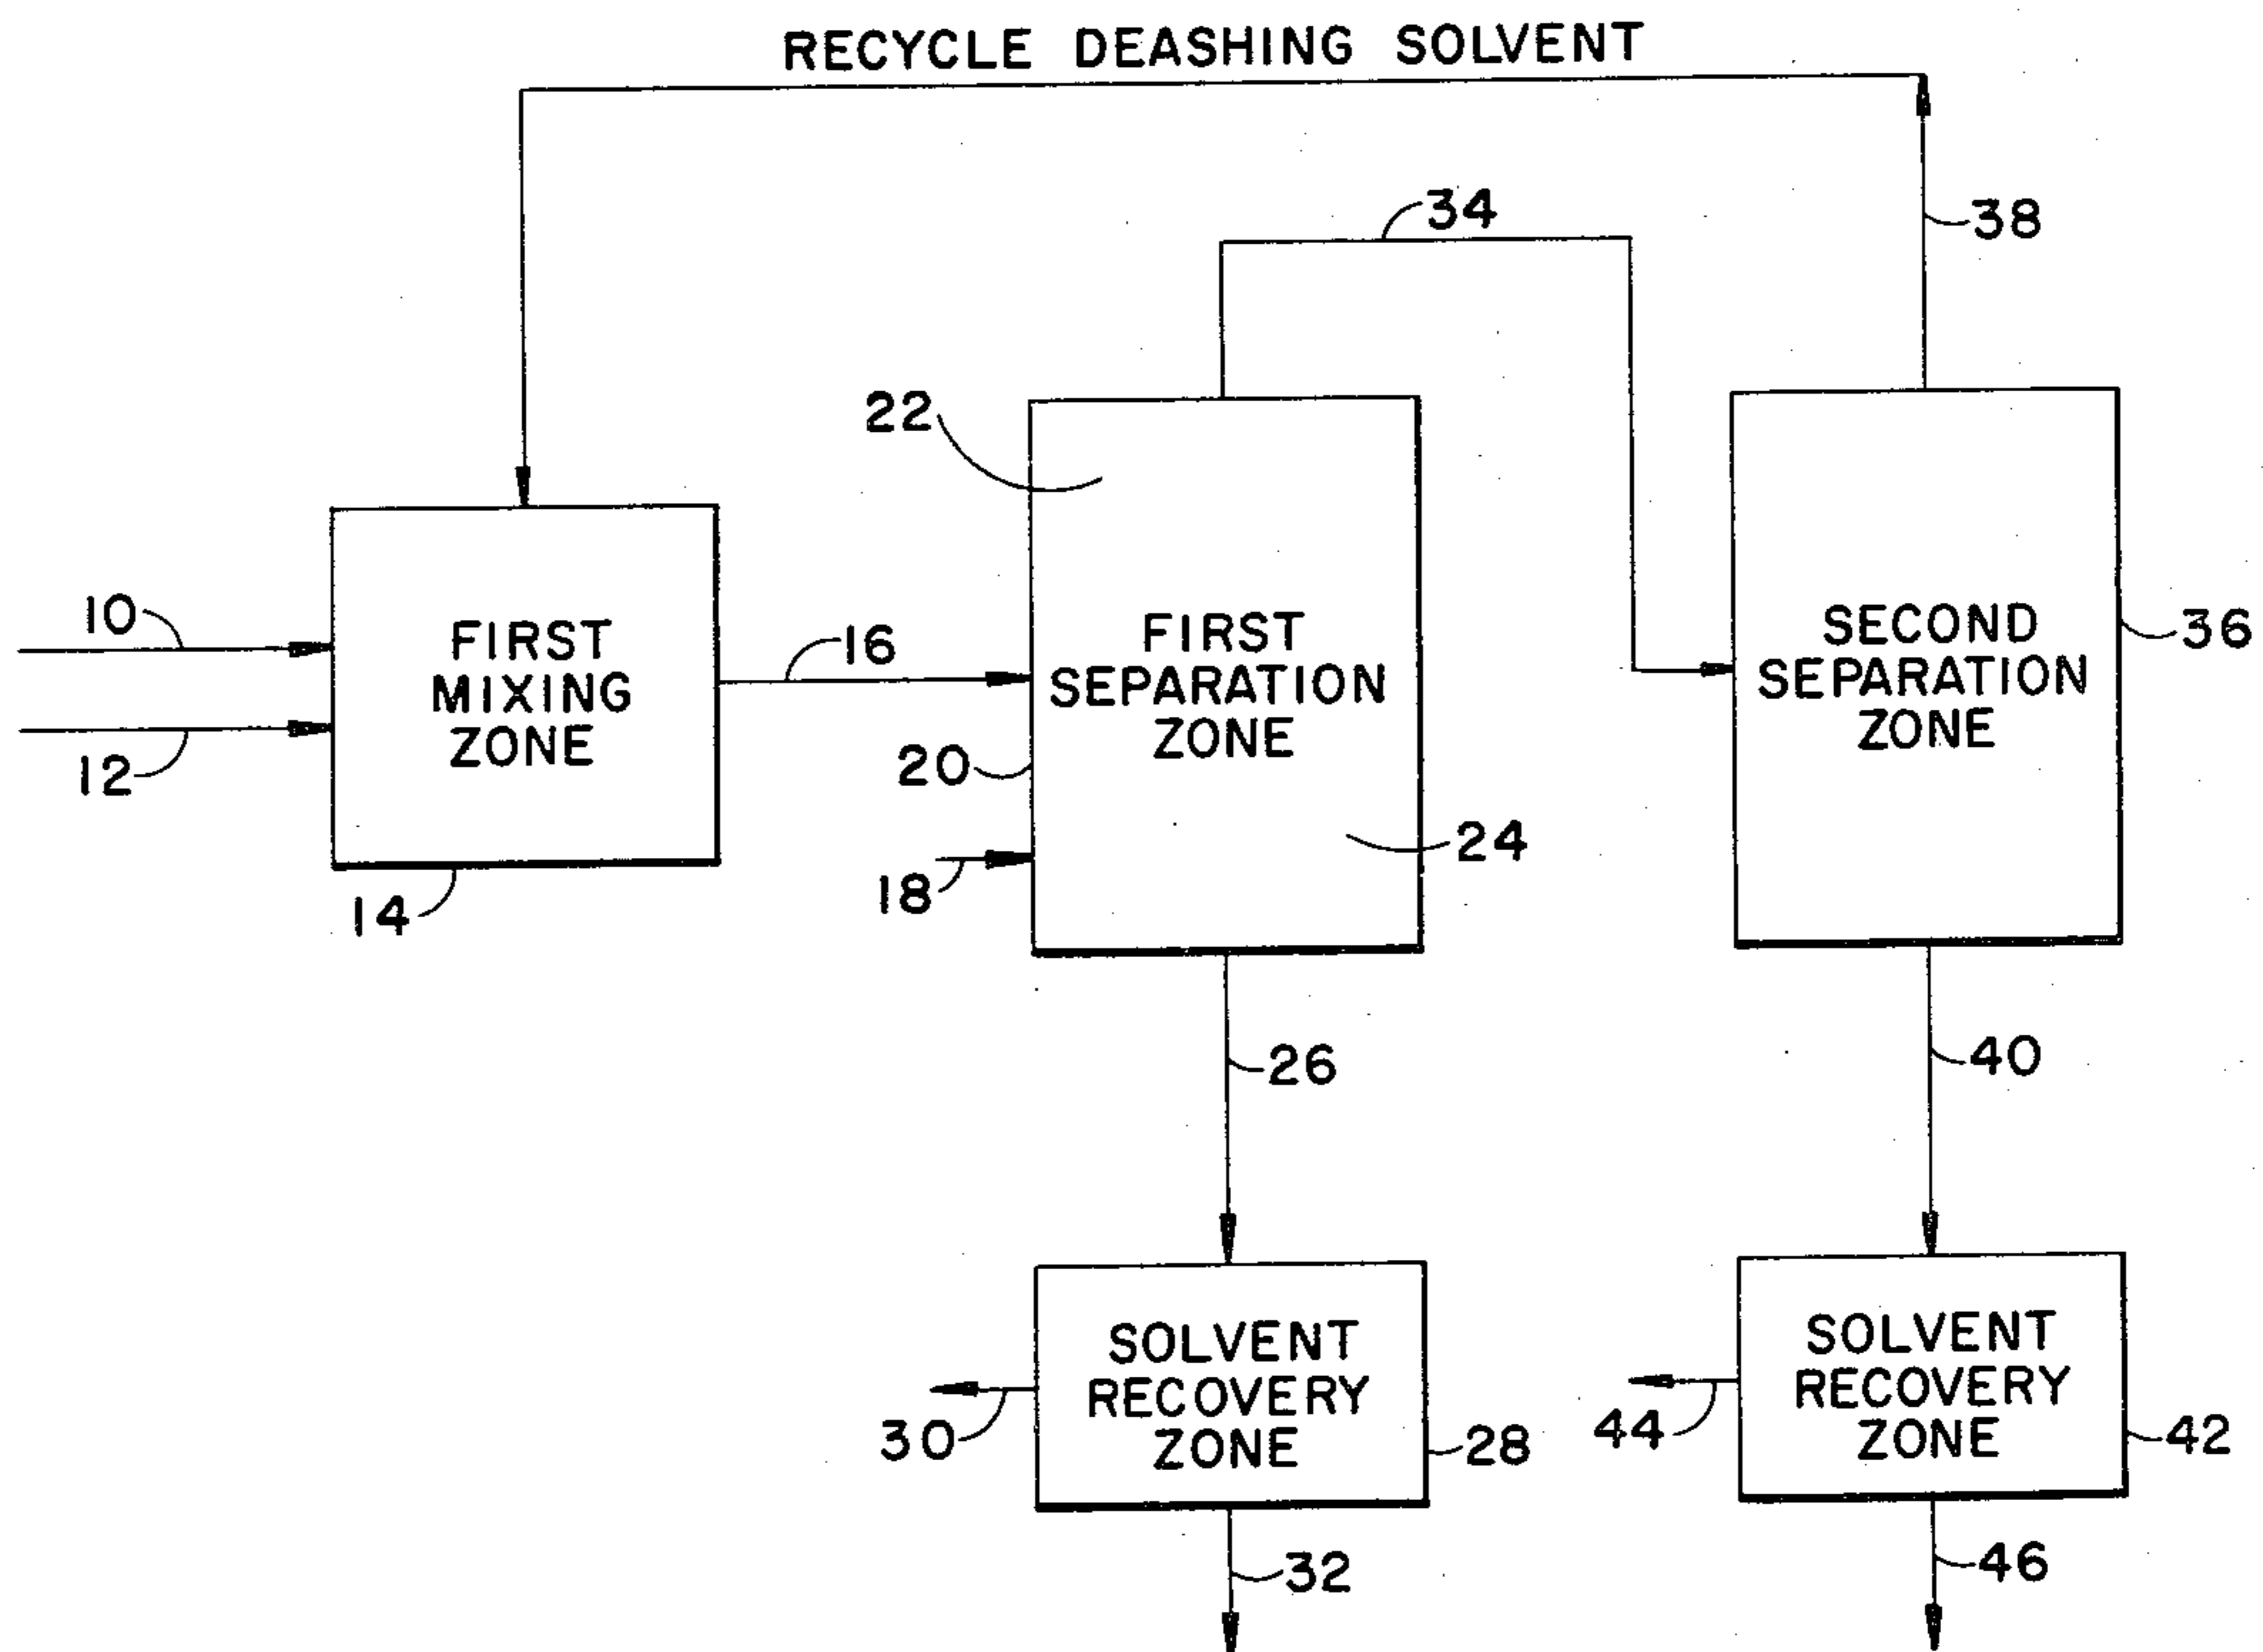 RECYCLE DEASHING SOLVENT
34
38
22
10
FIRST
MIXING
ZONE
16
FIRST
SEPARATION
ZONE
SECOND
SEPARATION
ZONE
36
12
20
24
18
14
26
40
SOLVENT
RECOVERY
ZONE
SOLVENT
RECOVERY
ZONE
30
28
44
42
32
46